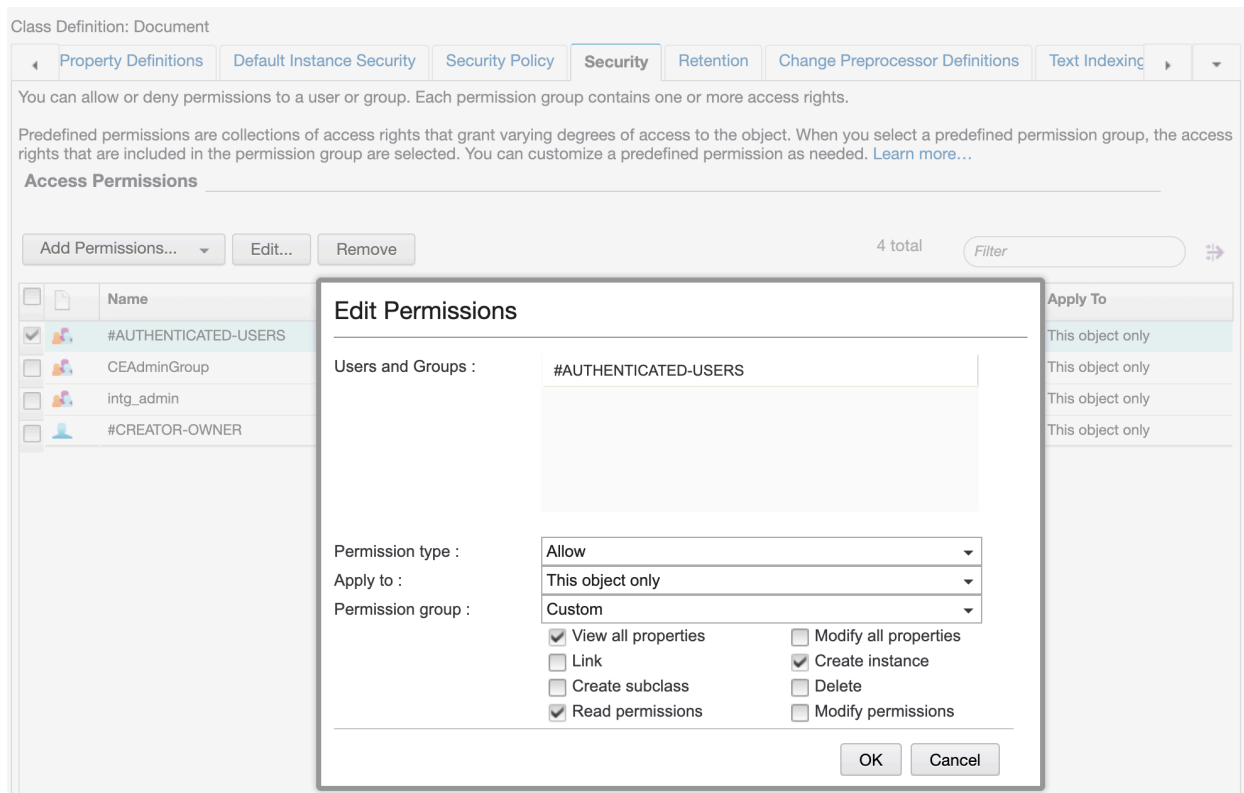 Class Definition: Document
Property Definitions Default Instance Security Security Policy Security Retention Change Preprocessor Definitions Text Indexing
You can allow or deny permissions to a user or group. Each permission group contains one or more access rights.
Predefined permissions are collections of access rights that grant varying degrees of access to the object. When you select a predefined permission group, the access
rights that are included in the permission group are selected. You can customize a predefined permission as needed. Learn more…
Access Permissions
Add Permissions... Edit... Remove 4 total Filter
Name Apply To
#AUTHENTICATED-USERS This object only
CEAdminGroup This object only
intg_admin This object only
#CREATOR-OWNER This object only
Edit Permissions
Users and Groups : #AUTHENTICATED-USERS
Permission type : Allow
Apply to : This object only
Permission group : Custom
View all properties Modify all properties
Link Create instance
Create subclass Delete
Read permissions Modify permissions
OK Cancel